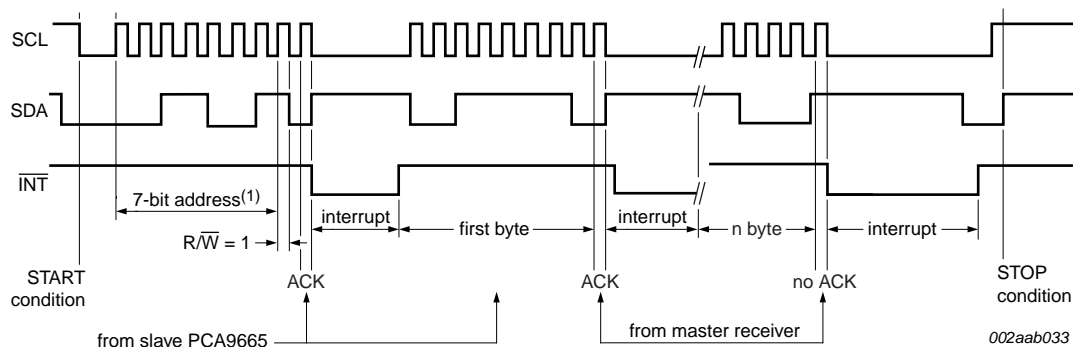 SCL
SDA
INT
7-bit address(1)
R/W = 1
interrupt
first byte
interrupt
n byte
interrupt
START
condition
ACK
ACK
no ACK
STOP
condition
from slave PCA9665
from master receiver
002aab033